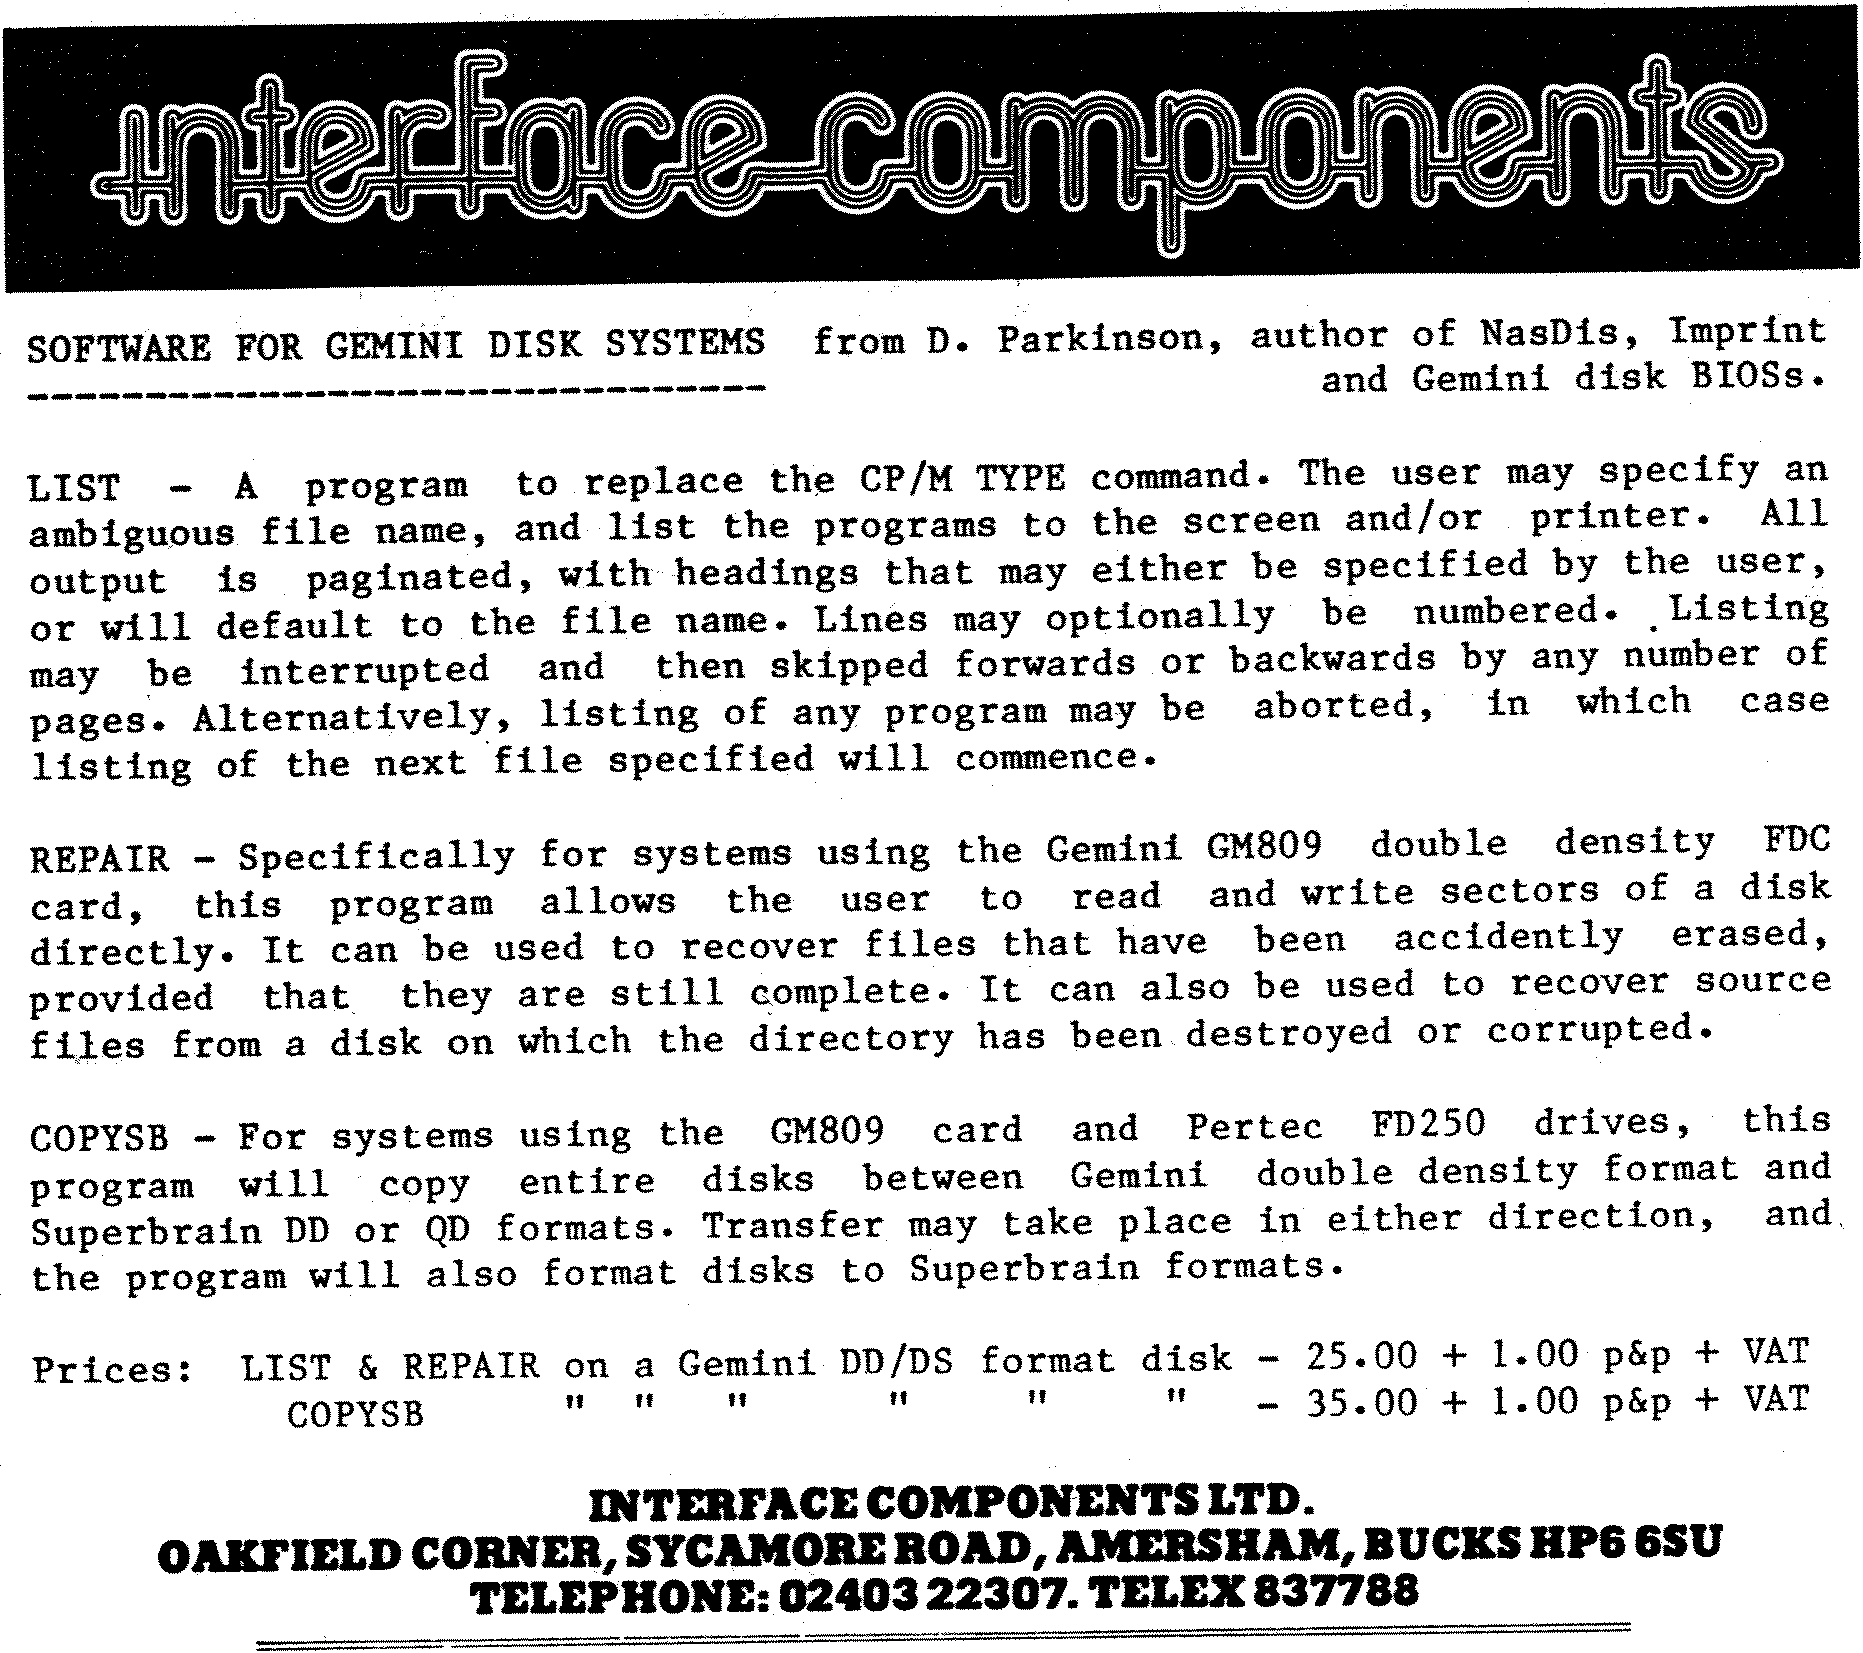 interface components
SOFTWARE FOR GEMINI DISK SYSTEMS from D. Parkinson, author of NasDis, Imprint
and Gemini disk BIOSs.
--------------------------------
LIST - A program to replace the CP/M TYPE command. The user may specify an
ambiguous file name, and list the programs to the screen and/or printer. All
output is paginated, with headings that may either be specified by the user,
or will default to the file name. Lines may optionally be numbered. Listing
may be interrupted and then skipped forwards or backwards by any number of
pages. Alternatively, listing of any program may be aborted, in which case
listing of the next file specified will commence.
REPAIR - Specifically for systems using the Gemini GM809 double density FDC
card, this program allows the user to read and write sectors of a disk
directly. It can be used to recover files that have been accidently erased,
provided that they are still complete. It can also be used to recover source
files from a disk on which the directory has been destroyed or corrupted.
COPYSB - For systems using the GM809 card and Pertec FD250 drives, this
program will copy entire disks between Gemini double density format and
Superbrain DD or QD formats. Transfer may take place in either direction, and
the program will also format disks to Superbrain formats.
Prices: LIST & REPAIR on a Gemini DD/DS format disk - 25.00 + 1.00 p&p + VAT
COPYSB " " " " " " - 35.00 + 1.00 p&p + VAT
INTERFACE COMPONENTS LTD.
OAKFIELD CORNER, SYCAMORE ROAD, AMERSHAM, BUCKS HP6 6SU
TELEPHONE: 02403 22307. TELEX 837788